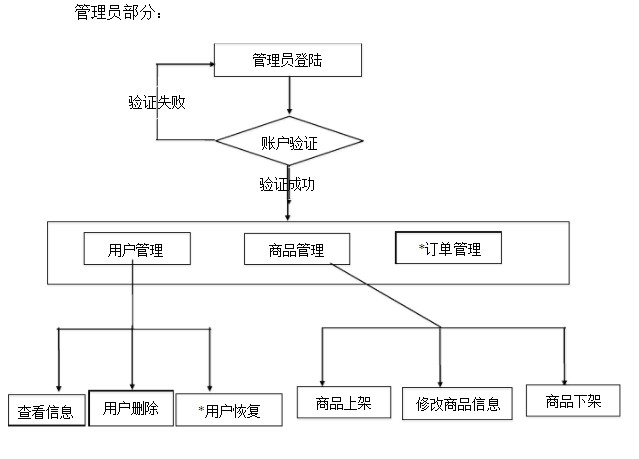 管理员部分：
管理员登陆
验证失败
账户验证
验证成功
用户管理
商品管理
*订单管理
查看信息
用户删除
*用户恢复
商品上架
修改商品信息
商品下架